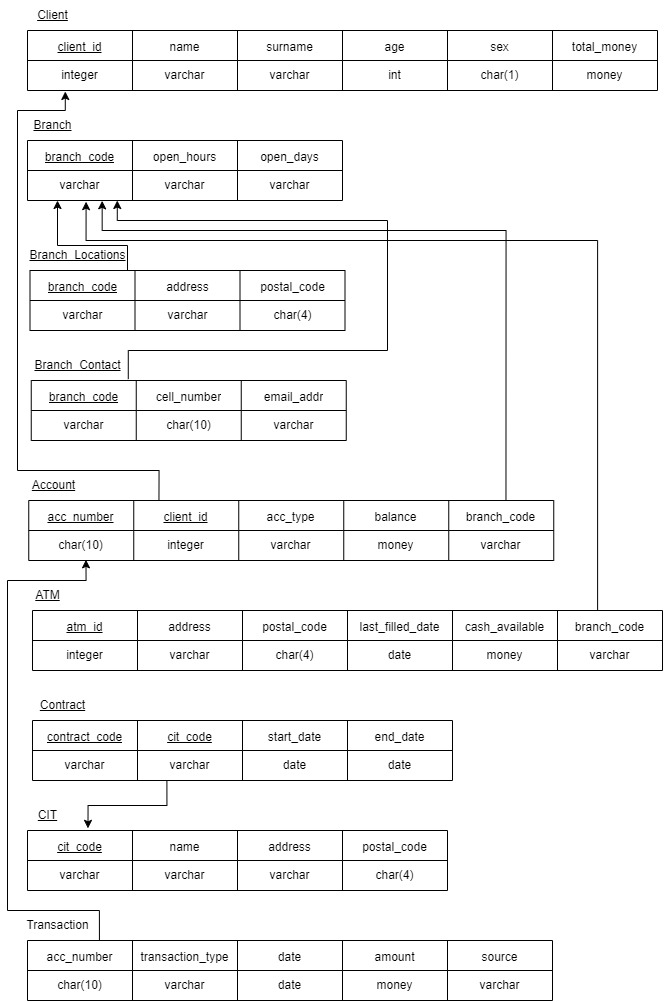 Client
client_id name surname age sex total_money
integer varchar varchar int char(1) money
Branch
branch_code open_hours open_days
varchar varchar varchar
Branch_Locations
branch_code address postal_code
varchar varchar char(4)
Branch_Contact
branch_code cell_number email_addr
varchar char(10) varchar
Account
acc_number client_id acc_type balance branch_code
char(10) integer varchar money varchar
ATM
atm_id address postal_code last_filled_date cash_available branch_code
integer varchar char(4) date money varchar
Contract
contract_code cit_code start_date end_date
varchar varchar date date
CIT
cit_code name address postal_code
varchar varchar varchar char(4)
Transaction
acc_number transaction_type date amount source
char(10) varchar date money varchar